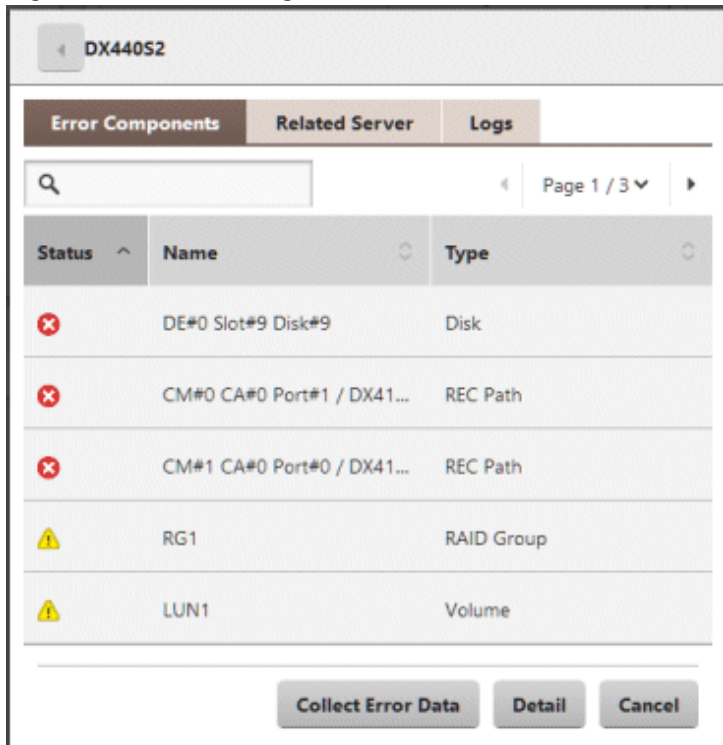 DX440S2
Error Components Related Server Logs
Page 1 / 3
Status Name Type
DE#0 Slot#9 Disk#9 Disk
CM#0 CA#0 Port#1 / DX41... REC Path
CM#1 CA#0 Port#0 / DX41... REC Path
RG1 RAID Group
LUN1 Volume
Collect Error Data Detail Cancel